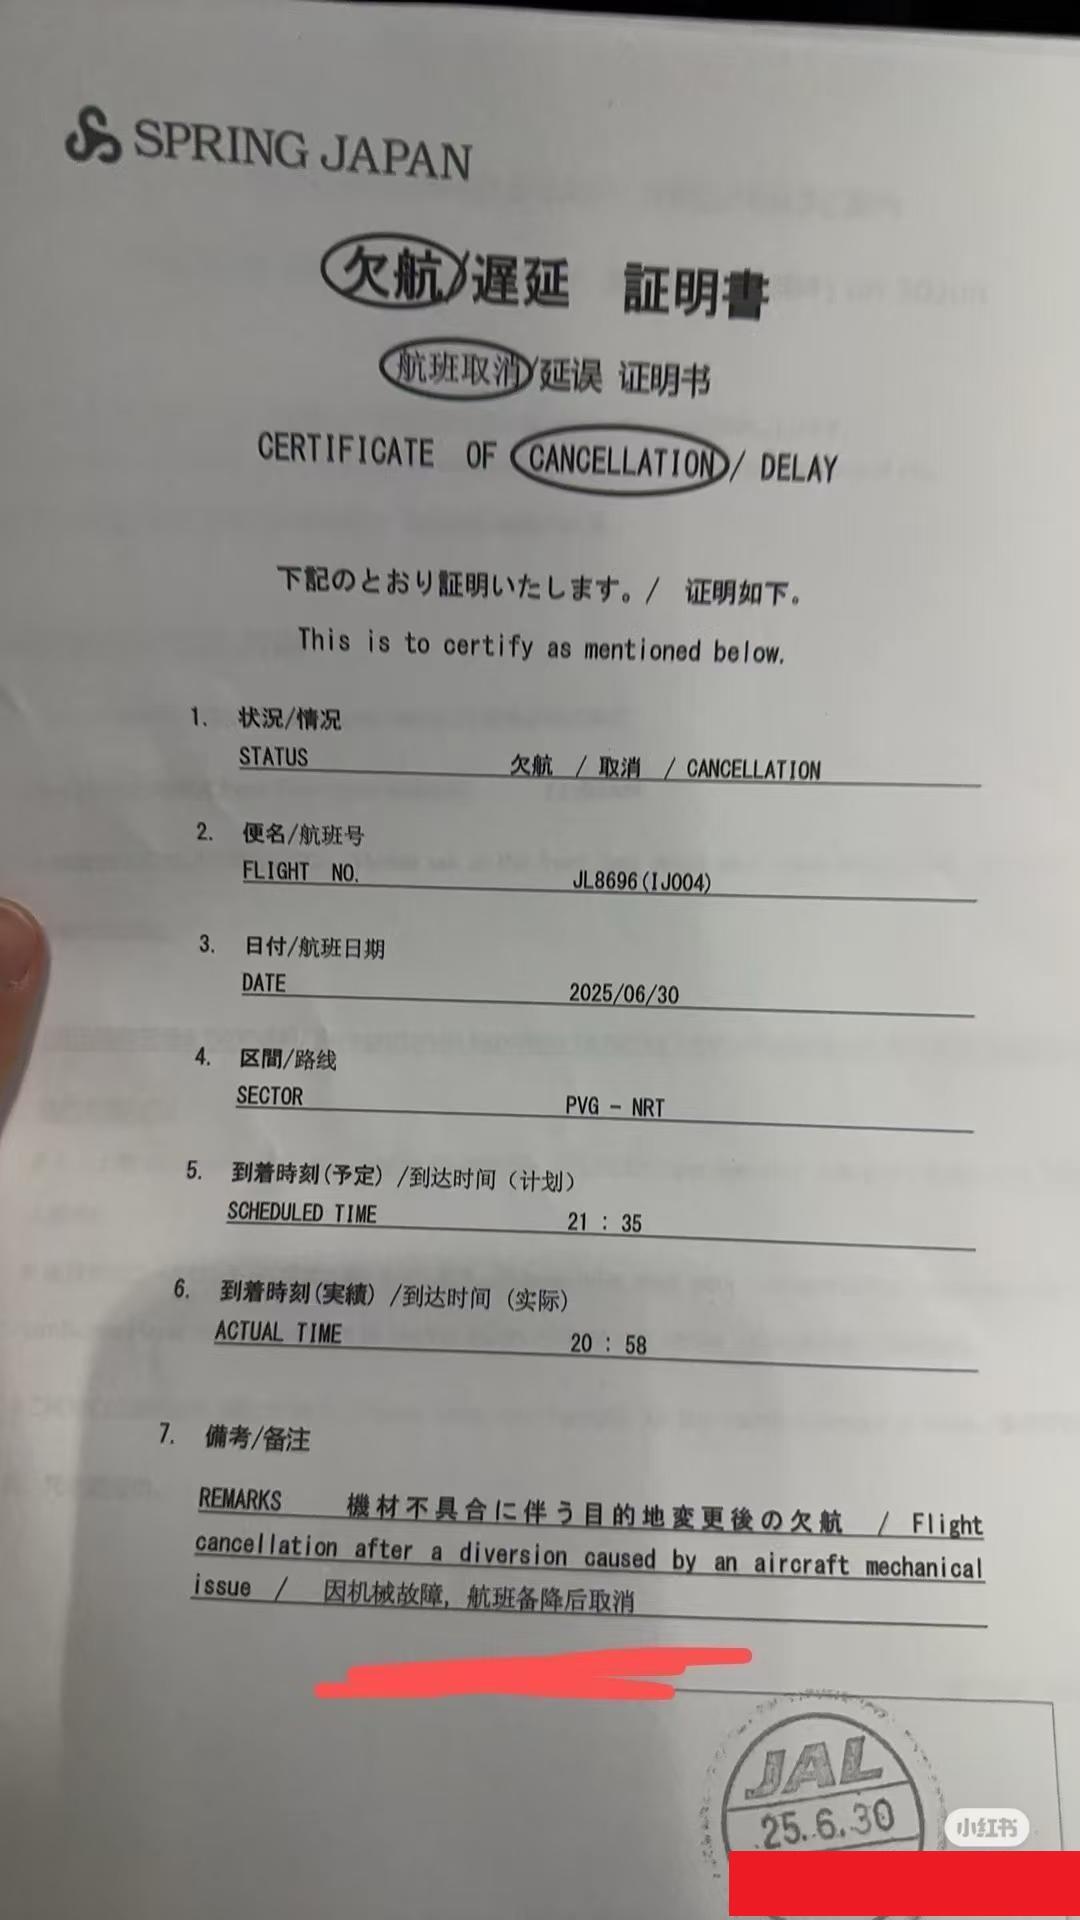 SPRING JAPAN
欠航/遅延 証明書
航班取消/延误 证明书
CERTIFICATE OF CANCELLATION / DELAY
下記のとおり証明いたします。/ 证明如下。
This is to certify as mentioned below.
1. 状況/情况
STATUS 欠航 / 取消 / CANCELLATION
2. 便名/航班号
FLIGHT NO. JL8696(IJ004)
3. 日付/航班日期
DATE 2025/06/30
4. 区間/路线
SECTOR PVG - NRT
5. 到着時刻(予定) /到达时间（计划）
SCHEDULED TIME 21 : 35
6. 到着時刻(実績) /到达时间（实际）
ACTUAL TIME 20 : 58
7. 備考/备注
REMARKS 機材不具合に伴う目的地変更後の欠航 / Flight
cancellation after a diversion caused by an aircraft mechanical
issue / 因机械故障，航班备降后取消
JAL
25.6.30
小红书